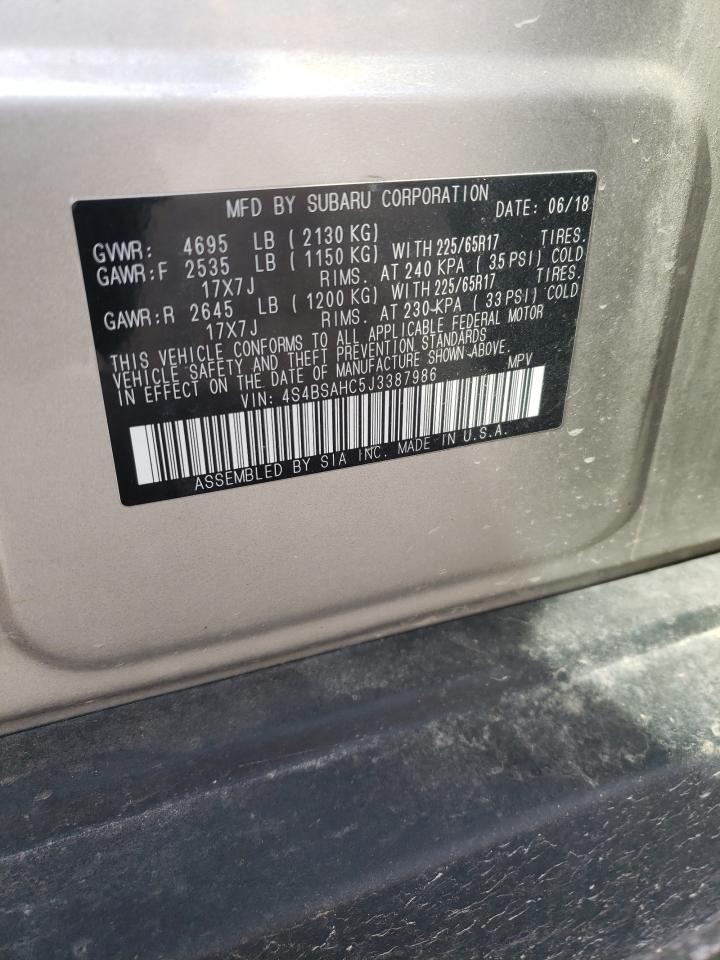 MFD BY SUBARU CORPORATION DATE: 06/18
GVWR: 4695 LB ( 2130 KG)
GAWR:F 2535 LB ( 1150 KG) WITH 225/65R17 TIRES.
17X7J RIMS. AT 240 KPA ( 35 PSI) COLD
GAWR:R 2645 LB ( 1200 KG) WITH 225/65R17 TIRES.
17X7J RIMS. AT 230 KPA ( 33 PSI) COLD
THIS VEHICLE CONFORMS TO ALL APPLICABLE FEDERAL MOTOR
VEHICLE SAFETY AND THEFT PREVENTION STANDARDS
IN EFFECT ON THE DATE OF MANUFACTURE SHOWN ABOVE.
VIN: 4S4BSAHC5J3387986 MPV
ASSEMBLED BY SIA INC. MADE IN U.S.A.